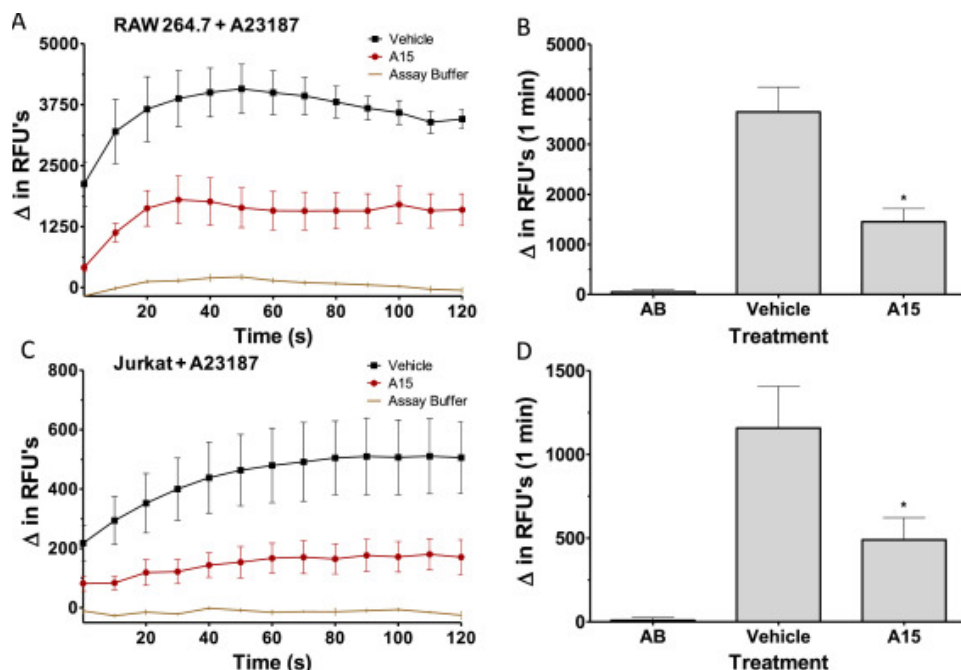 A
RAW 264.7 + A23187
Vehicle
A15
Assay Buffer
Δ in RFU's
5000
3750
2500
1250
0
20 40 60 80 100 120
Time (s)
B
Δ in RFU's (1 min)
5000
4000
3000
2000
1000
0
*
AB Vehicle A15
Treatment
C
Jurkat + A23187
Vehicle
A15
Assay Buffer
Δ in RFU's
800
600
400
200
0
20 40 60 80 100 120
Time (s)
D
Δ in RFU's (1 min)
1500
1000
500
0
*
AB Vehicle A15
Treatment